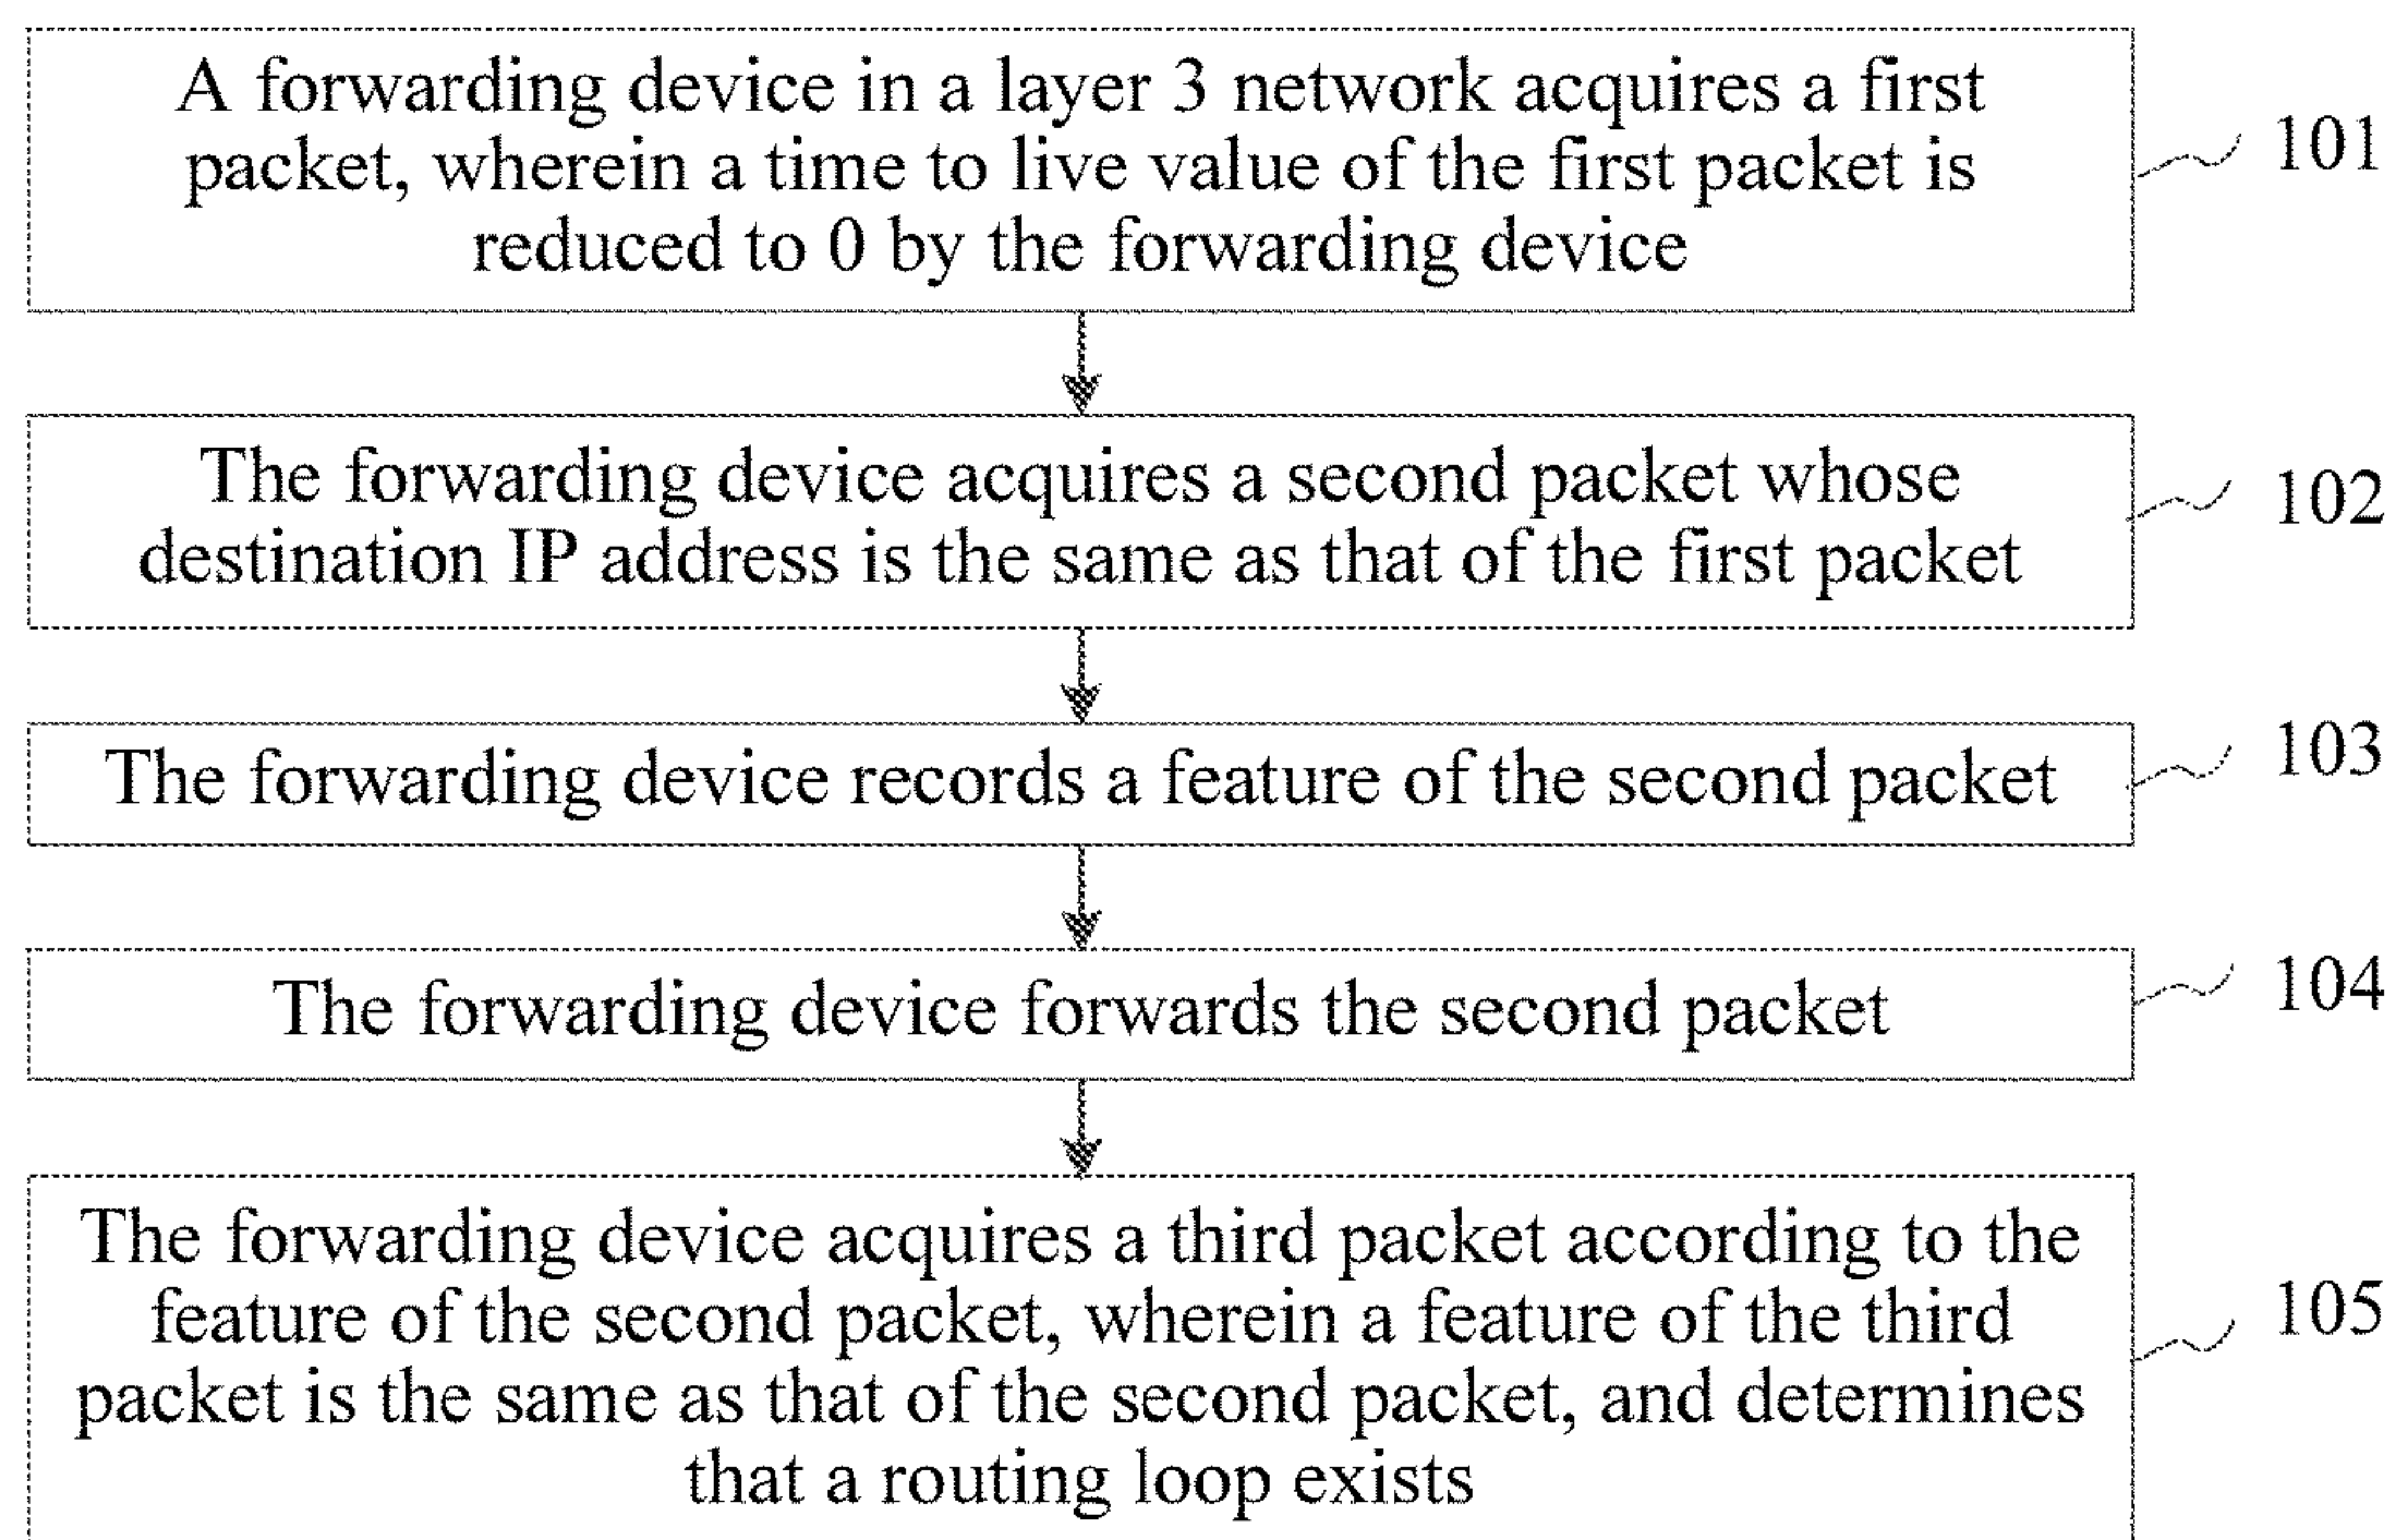 A forwarding device in a layer 3 network acquires a first
packet, wherein a time to live value of the first packet is
reduced to 0 by the forwarding device
101
The forwarding device acquires a second packet whose
destination IP address is the same as that of the first packet
102
The forwarding device records a feature of the second packet
103
The forwarding device forwards the second packet
104
The forwarding device acquires a third packet according to the
feature of the second packet, wherein a feature of the third
packet is the same as that of the second packet, and determines
that a routing loop exists
105